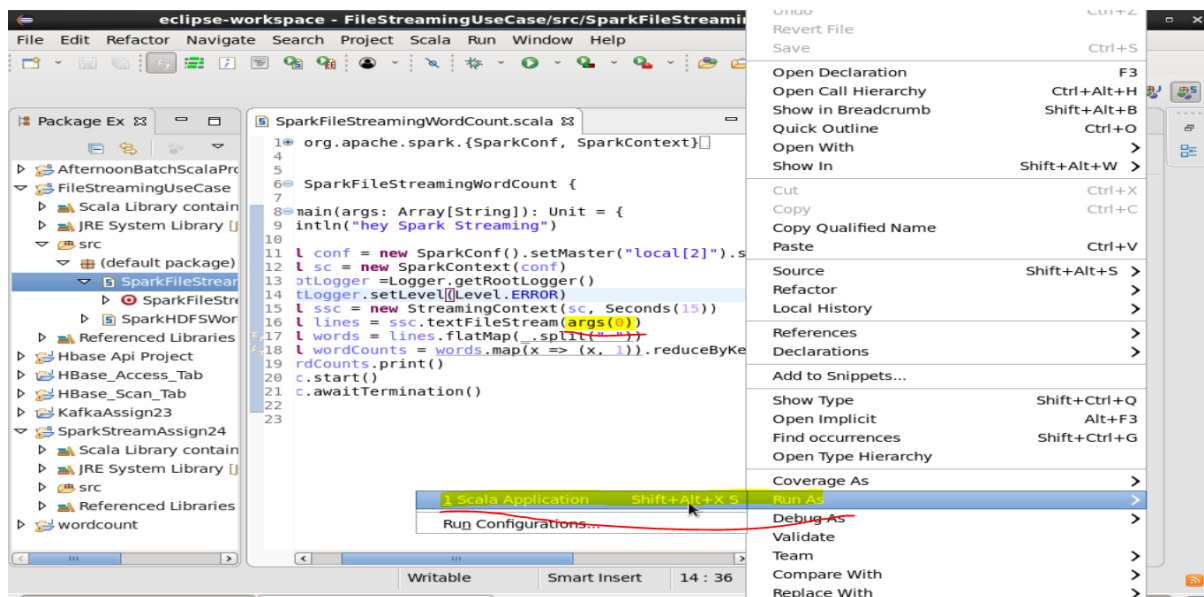 eclipse-workspace - FileStreamingUseCase/src/SparkFileStreami
File Edit Refactor Navigate Search Project Scala Run Window Help
Package Ex
AfternoonBatchScalaPro
FileStreamingUseCase
Scala Library contain
JRE System Library [J
src
(default package)
SparkFileStrear
SparkFileStre
SparkHDFSWor
Referenced Libraries
Hbase Api Project
HBase_Access_Tab
HBase_Scan_Tab
KafkaAssign23
SparkStreamAssign24
Scala Library contain
JRE System Library [J
src
Referenced Libraries
wordcount
SparkFileStreamingWordCount.scala
1 org.apache.spark.{SparkConf, SparkContext}
4
5
6 SparkFileStreamingWordCount {
7
8 main(args: Array[String]): Unit = {
9 intln("hey Spark Streaming")
10
11 l conf = new SparkConf().setMaster("local[2]").s
12 l sc = new SparkContext(conf)
13 otLogger =Logger.getRootLogger()
14 tLogger.setLevel(Level.ERROR)
15 l ssc = new StreamingContext(sc, Seconds(15))
16 l lines = ssc.textFileStream(args(0))
17 l words = lines.flatMap(_.split(" "))
18 l wordCounts = words.map(x => (x, 1)).reduceByKe
19 rdCounts.print()
20 c.start()
21 c.awaitTermination()
22
23
Undo Ctrl+Z
Revert File
Save Ctrl+S
Open Declaration F3
Open Call Hierarchy Ctrl+Alt+H
Show in Breadcrumb Shift+Alt+B
Quick Outline Ctrl+O
Open With
Show In Shift+Alt+W
Cut Ctrl+X
Copy Ctrl+C
Copy Qualified Name
Paste Ctrl+V
Source Shift+Alt+S
Refactor
Local History
References
Declarations
Add to Snippets...
Show Type Shift+Ctrl+Q
Open Implicit Alt+F3
Find occurrences Shift+Ctrl+G
Open Type Hierarchy
Coverage As
Run As
Debug As
Validate
Team
Compare With
Replace With
1 Scala Application Shift+Alt+X S
Run Configurations...
Writable Smart Insert 14 : 36